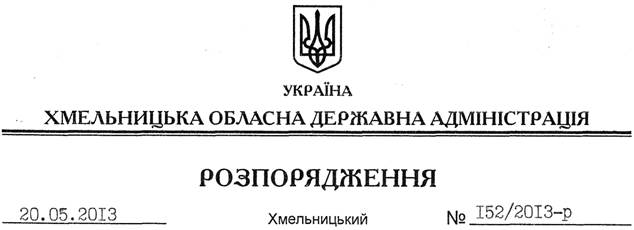 УКРАЇНА
ХМЕЛЬНИЦЬКА ОБЛАСНА ДЕРЖАВНА АДМІНІСТРАЦІЯ
РОЗПОРЯДЖЕННЯ
20.05.2013 Хмельницький № 152/2013-р